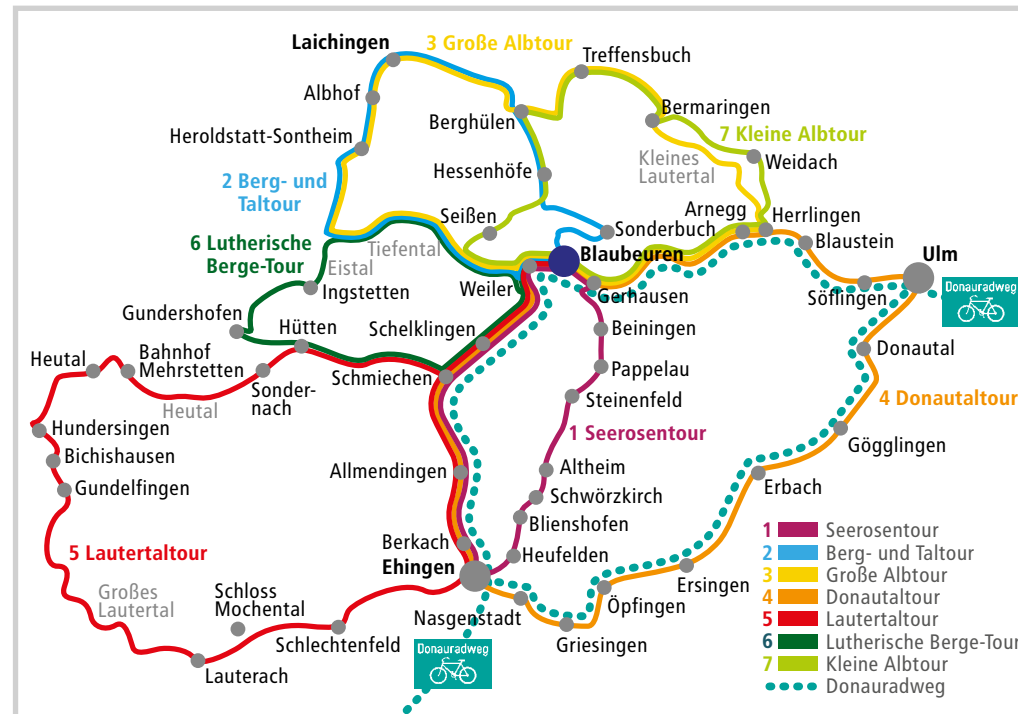 Laichingen
3 Große Albtour
Treffensbuch
Albhof
Berghülen
Bermaringen
Heroldstatt-Sontheim
7 Kleine Albtour
Kleines
Lautertal
Weidach
Hessenhöfe
2 Berg- und
Taltour
Seißen
Sonderbuch
Arnegg
Herrlingen
6 Lutherische
Berge-Tour
Tiefental
Blaubeuren
Blaustein
Ulm
Eistal
Ingstetten
Weiler
Gerhausen
Söflingen
Donauradweg
Gundershofen
Hütten
Schelklingen
Beiningen
Heutal
Bahnhof
Mehrstetten
Sonder-
nach
Schmiechen
Pappelau
Donautal
Heutal
Steinenfeld
4 Donautaltour
Hundersingen
1 Seerosentour
Gögglingen
Bichishausen
Allmendingen
Altheim
Gundelfingen
Schwörzkirch
Erbach
Blienshofen
5 Lautertaltour
Berkach
Ehingen
Heufelden
Großes
Lautertal
Schloss
Mochental
Ersingen
Öpfingen
Nasgenstadt
Schlechtenfeld
Griesingen
Donauradweg
Lauterach
1 Seerosentour
2 Berg- und Taltour
3 Große Albtour
4 Donautaltour
5 Lautertaltour
6 Lutherische Berge-Tour
7 Kleine Albtour
Donauradweg